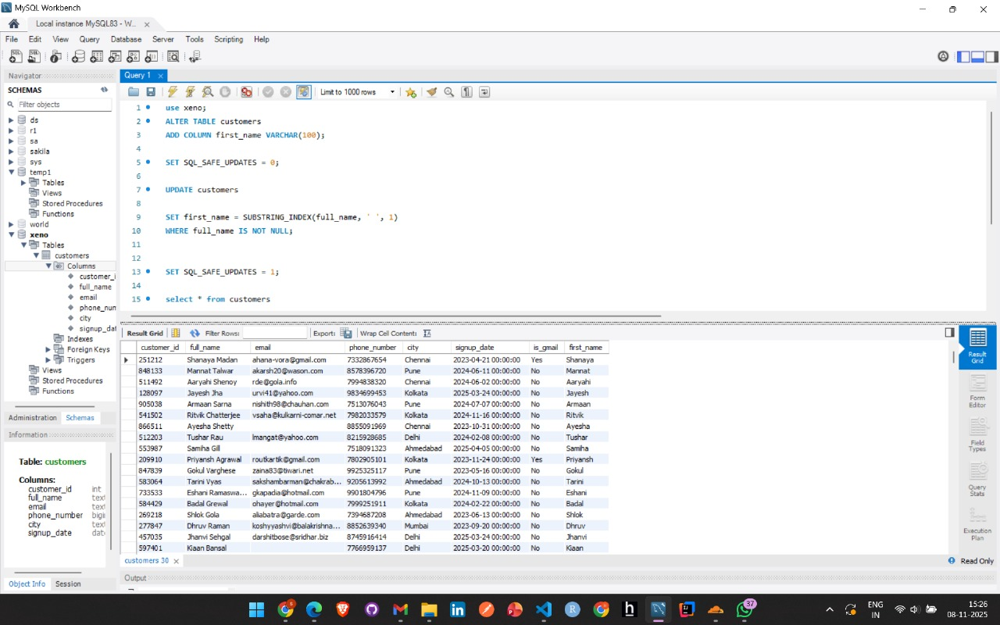 MySQL Workbench
Local instance MySQL83 - W...
File Edit View Query Database Server Tools Scripting Help
Navigator
SCHEMAS
Filter objects
ds
r1
sa
sakila
sys
temp1
Tables
Views
Stored Procedures
Functions
world
xeno
Tables
customers
Columns
customer_i
full_name
email
phone_num
city
signup_dat
Indexes
Foreign Keys
Triggers
Views
Stored Procedures
Functions
Administration Schemas
Information
Table: customers
Columns:
customer_id int
full_name text
email text
phone_number bigin
city text
signup_date date
Object Info Session
Query 1
Limit to 1000 rows
1 use xeno;
2 ALTER TABLE customers
3 ADD COLUMN first_name VARCHAR(100);
4
5 SET SQL_SAFE_UPDATES = 0;
6
7 UPDATE customers
8
9 SET first_name = SUBSTRING_INDEX(full_name, ' ', 1)
10 WHERE full_name IS NOT NULL;
11
12
13 SET SQL_SAFE_UPDATES = 1;
14
15 select * from customers
Result Grid Filter Rows: Export: Wrap Cell Content:
customer_id full_name email phone_number city signup_date is_gmail first_name
251212 Shanaya Madan ahana-vora@gmail.com 7332867654 Chennai 2023-04-21 00:00:00 Yes Shanaya
848133 Mannat Talwar akarsh20@wason.com 8578396720 Pune 2024-06-11 00:00:00 No Mannat
511492 Aaryahi Shenoy rde@gola.info 7994838320 Chennai 2024-06-02 00:00:00 No Aaryahi
128097 Jayesh Jha urvi41@yahoo.com 9834699453 Kolkata 2025-03-24 00:00:00 No Jayesh
905038 Armaan Sarna nishith98@chauhan.com 7513076043 Pune 2024-07-07 00:00:00 No Armaan
541502 Ritvik Chatterjee vsaha@kulkarni-comar.net 7982033579 Kolkata 2024-11-16 00:00:00 No Ritvik
866511 Ayesha Shetty 8855091969 Chennai 2023-10-31 00:00:00 No Ayesha
512203 Tushar Rau lmangat@yahoo.com 8215928685 Delhi 2024-02-08 00:00:00 No Tushar
553987 Samiha Gill 7518091323 Ahmedabad 2025-04-05 00:00:00 No Samiha
209910 Priyansh Agrawal routkartik@gmail.com 7802905101 Kolkata 2023-11-24 00:00:00 Yes Priyansh
847839 Gokul Varghese zaina83@tiwari.net 9925325117 Pune 2023-05-16 00:00:00 No Gokul
583064 Tarini Vyas sakshambarman@chakrab... 9205613992 Ahmedabad 2024-10-13 00:00:00 No Tarini
733533 Eshani Ramaswa... gkapadia@hotmail.com 9901804796 Pune 2024-11-09 00:00:00 No Eshani
584429 Badal Grewal ohayer@hotmail.com 7999251911 Kolkata 2024-02-22 00:00:00 No Badal
269218 Shlok Gola aliabatra@garde.com 7394687208 Ahmedabad 2023-06-13 00:00:00 No Shlok
277847 Dhruv Raman koshyyashvi@balakrishna... 8852639340 Mumbai 2023-09-20 00:00:00 No Dhruv
457035 Jhanvi Sehgal darshitbose@sridhar.biz 8745916414 Delhi 2025-03-24 00:00:00 No Jhanvi
597401 Kiaan Bansal 7766959137 Delhi 2025-03-20 00:00:00 No Kiaan
Result Grid
Form Editor
Field Types
Query Stats
Execution Plan
customers 30
Read Only
Output
37
ENG IN
15:26
08-11-2025